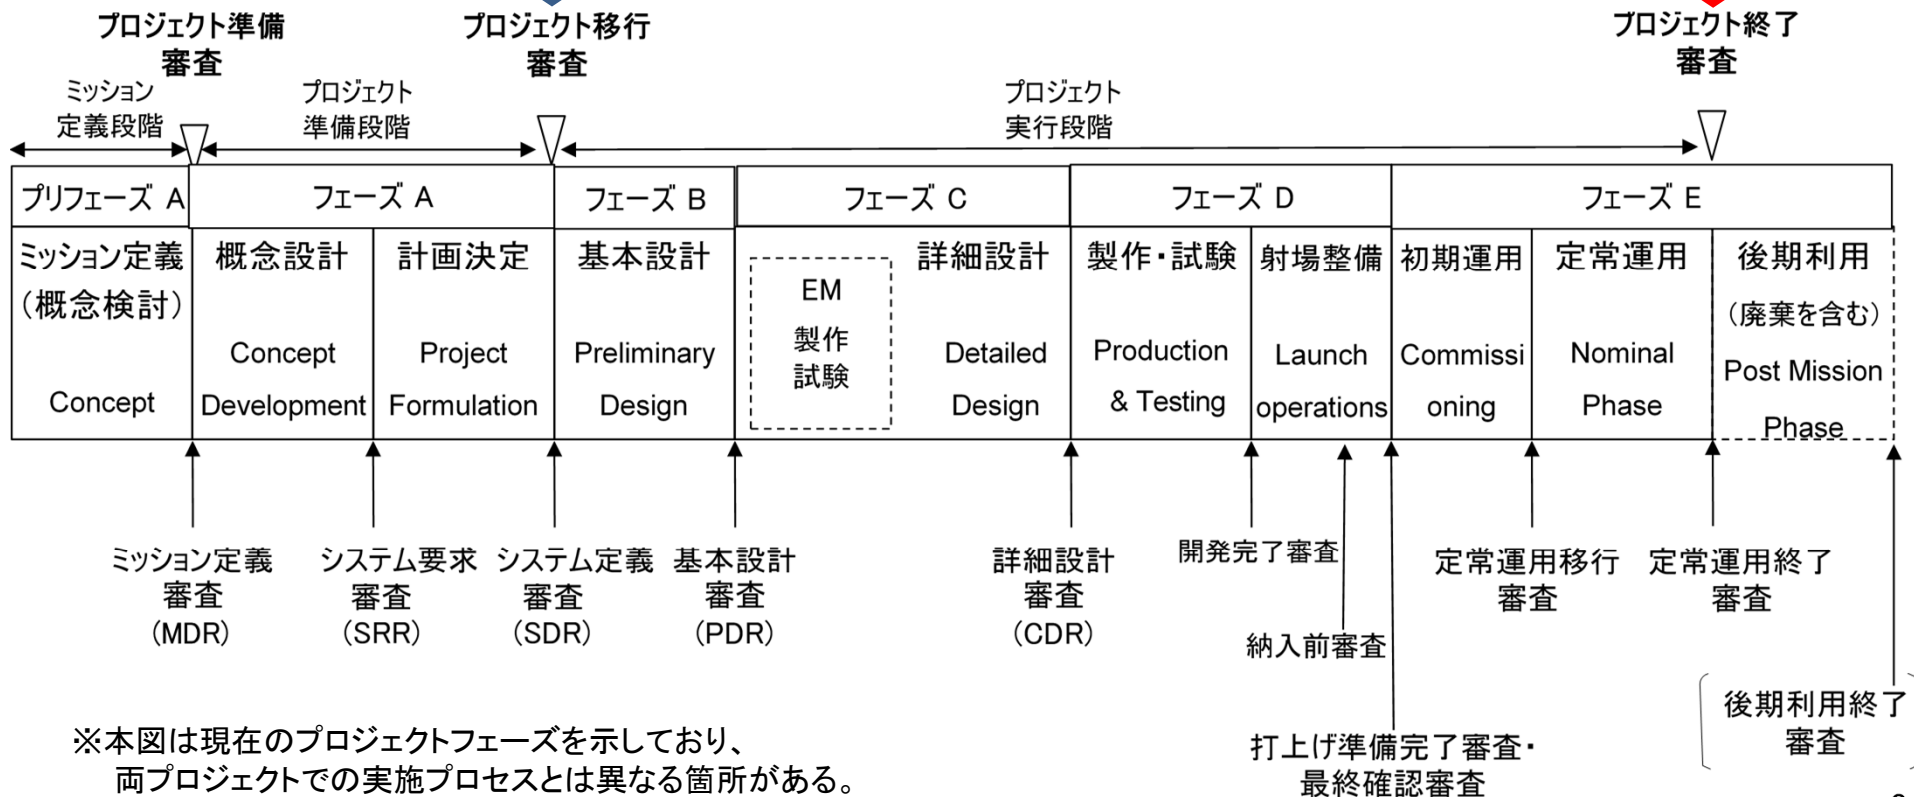 プロジェクト準備
審査
プロジェクト移行
審査
プロジェクト終了
審査
ミッション
定義段階
プロジェクト
準備段階
プロジェクト
実行段階
プリフェーズ A
フェーズ A
フェーズ B
フェーズ C
フェーズ D
フェーズ E
ミッション定義
(概念検討)
Concept
概念設計
Concept
Development
計画決定
Project
Formulation
基本設計
Preliminary
Design
EM
製作
試験
詳細設計
Detailed
Design
製作・試験
Production
& Testing
射場整備
Launch
operations
初期運用
Commissi
oning
定常運用
Nominal
Phase
後期利用
(廃棄を含む)
Post Mission
Phase
ミッション定義
審査
(MDR)
システム要求
審査
(SRR)
システム定義
審査
(SDR)
基本設計
審査
(PDR)
詳細設計
審査
(CDR)
開発完了審査
納入前審査
打上げ準備完了審査・
最終確認審査
定常運用移行
審査
定常運用終了
審査
後期利用終了
審査
※本図は現在のプロジェクトフェーズを示しており、
両プロジェクトでの実施プロセスとは異なる箇所がある。